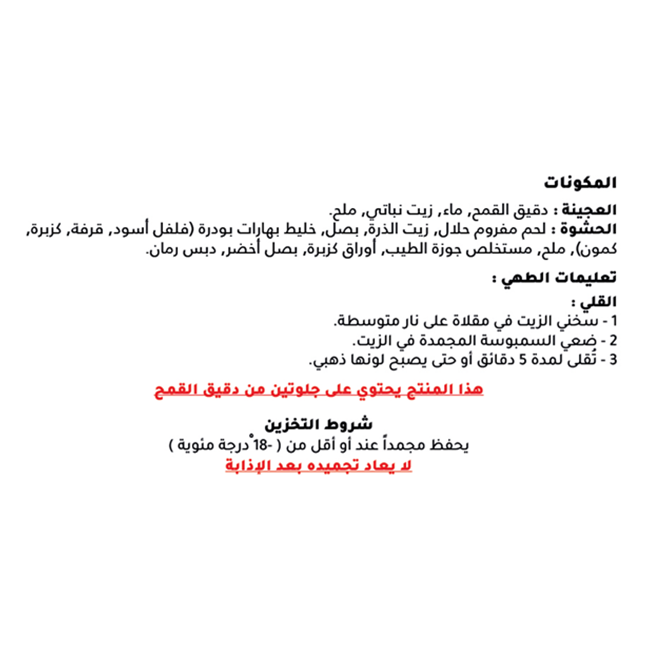 المكونات
العجينة : دقيق القمح, ماء, زيت نباتي, ملح.
الحشوة : لحم مفروم حلال, زيت الذرة, بصل, خليط بهارات بودرة (فلفل أسود, قرفة, كزبرة,
كمون), ملح, مستخلص جوزة الطيب, أوراق كزبرة, بصل أخضر, دبس رمان.
تعليمات الطهي :
القلي :
1 - سخني الزيت في مقلاة على نار متوسطة.
2 - ضعي السمبوسة المجمدة في الزيت.
3 - تُقلى لمدة 5 دقائق أو حتى يصبح لونها ذهبي.
هذا المنتج يحتوي على جلوتين من دقيق القمح
شروط التخزين
يحفظ مجمداً عند أو أقل من ( -18 ْدرجة مئوية )
لا يعاد تجميده بعد الإذابة